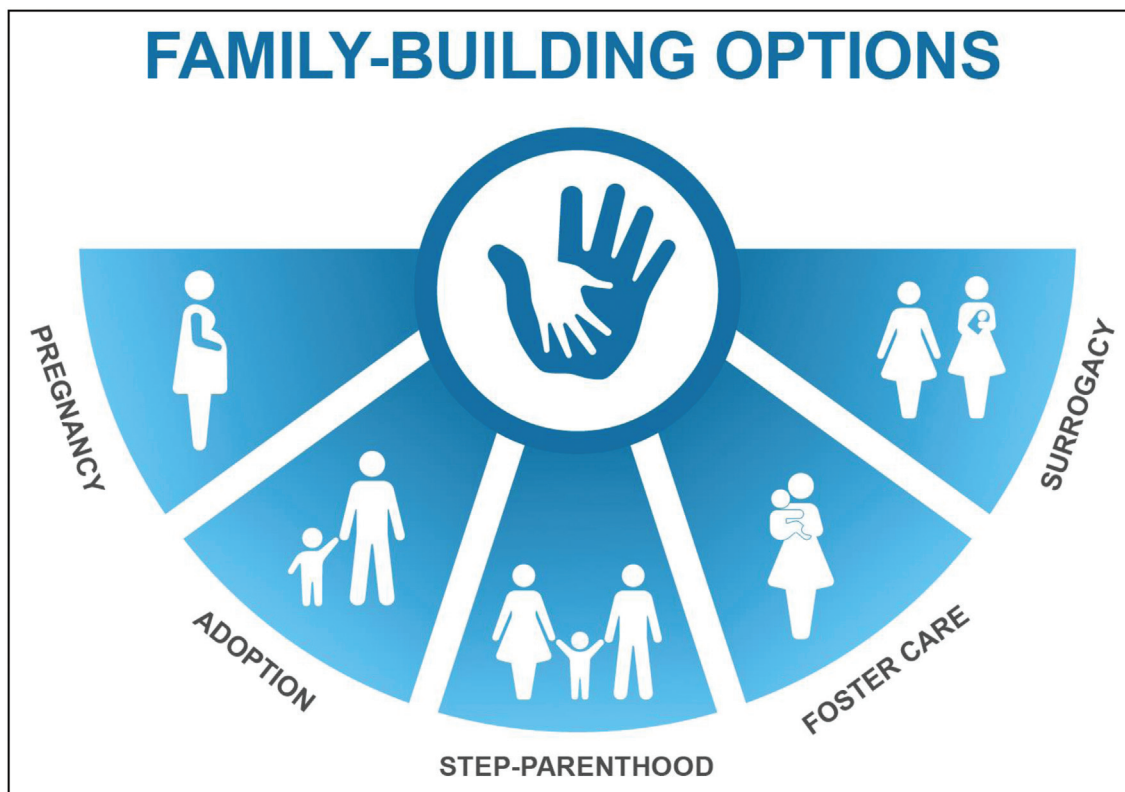 FAMILY-BUILDING OPTIONS
PREGNANCY
ADOPTION
STEP-PARENTHOOD
FOSTER CARE
SURROGACY